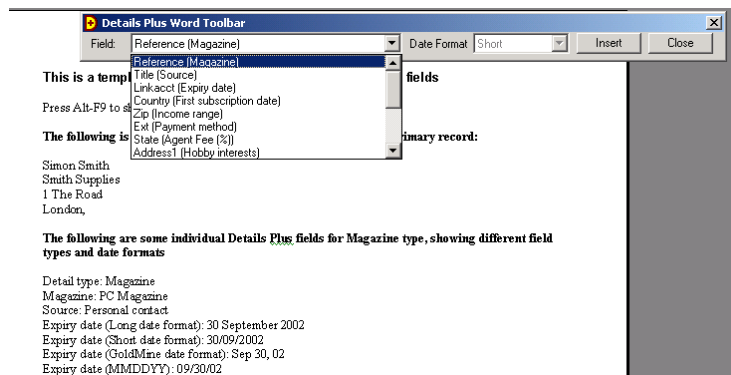 Details Plus Word Toolbar
Field: Reference (Magazine) Date Format Short Insert Close
Reference (Magazine)
Title (Source)
Linkacct (Expiry date)
Country (First subscription date)
Zip (Income range)
Ext (Payment method)
State (Agent Fee (%))
Address1 (Hobby interests)
This is a templ fields
Press Alt-F9 to sh
The following is rimary record:
Simon Smith
Smith Supplies
1 The Road
London,
The following are some individual Details Plus fields for Magazine type, showing different field
types and date formats
Detail type: Magazine
Magazine: PC Magazine
Source: Personal contact
Expiry date (Long date format): 30 September 2002
Expiry date (Short date format): 30/09/2002
Expiry date (GoldMine date format): Sep 30, 02
Expiry date (MMDDYY): 09/30/02